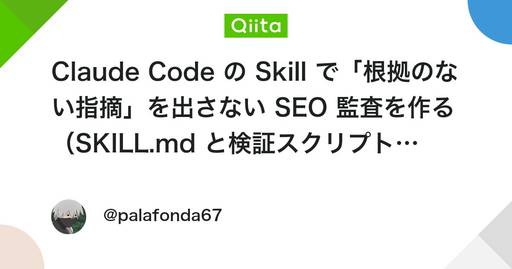 Qiita
Claude Code の Skill で「根拠のな
い指摘」を出さない SEO 監査を作る
（SKILL.md と検証スクリプト…
@palafonda67